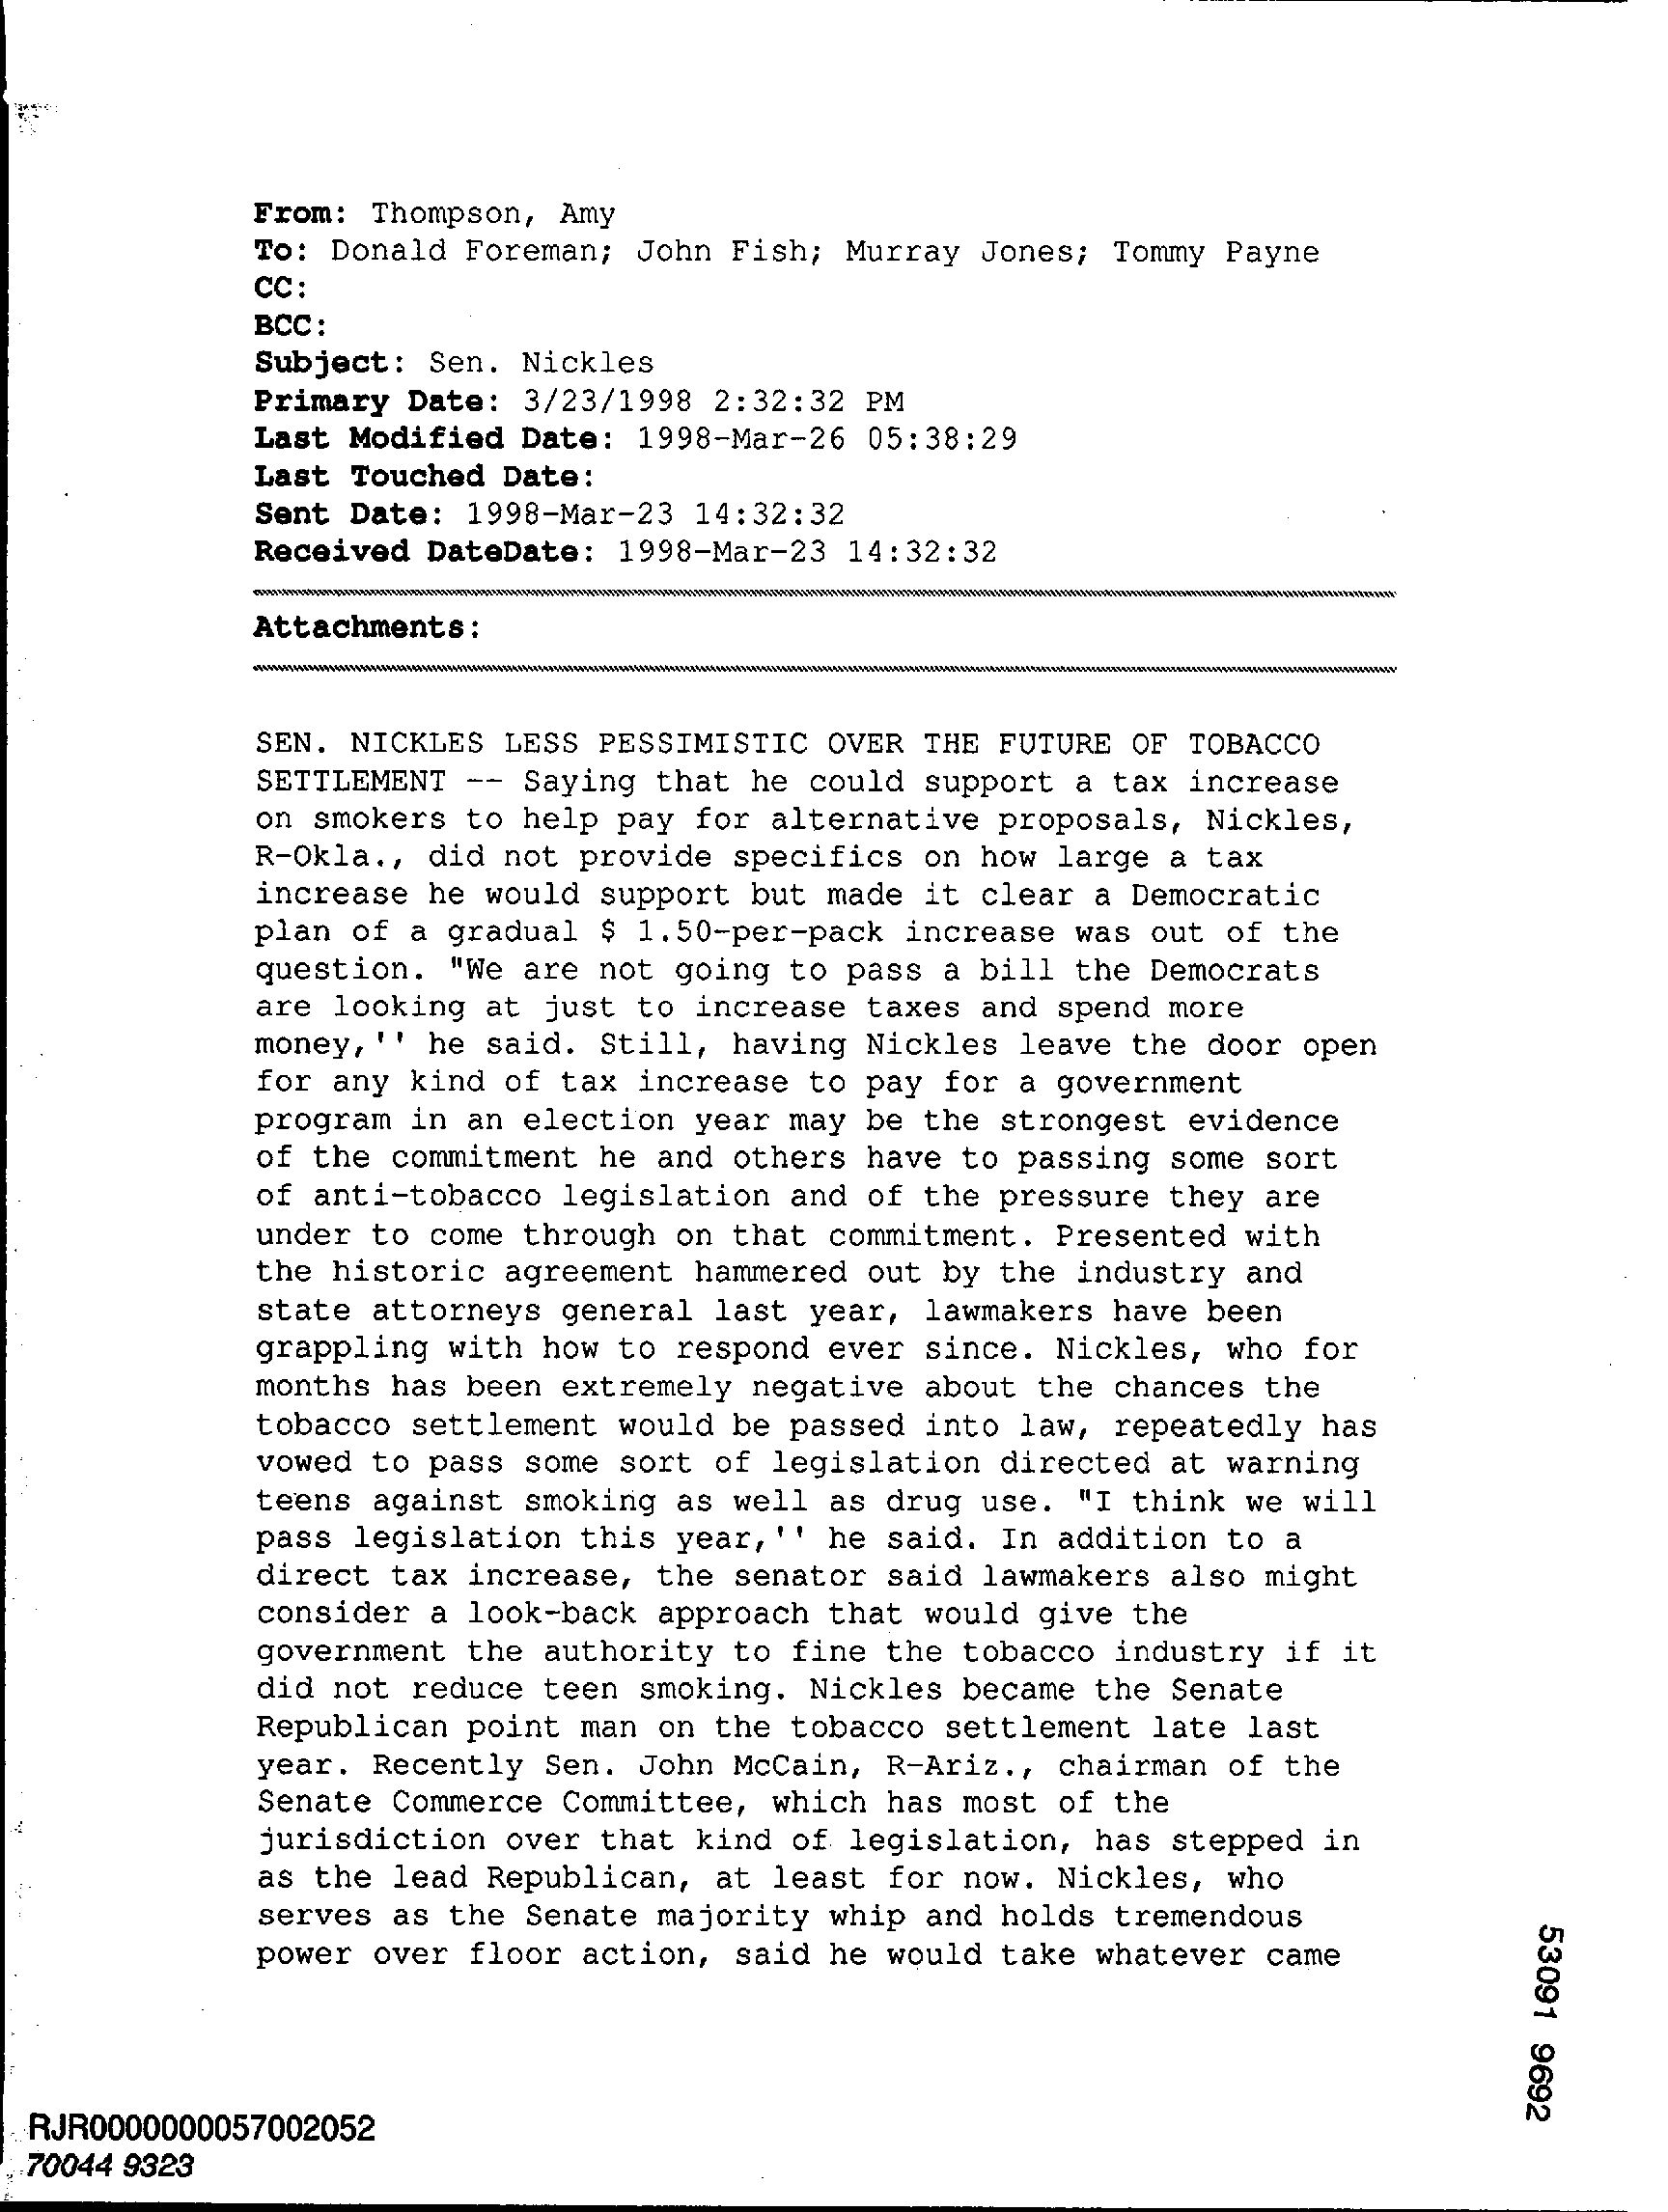 From: Thompson, Amy
To: Donald Foreman; John Fish; Murray Jones; Tommy Payne
CC:
BCC:
Subject: Sen. Nickles
Primary Date: 3/23/1998 2:32:32 PM
Last Modified Date: 1998-Mar-26 05:38:29
Last Touched Date:
Sent Date: 1998-Mar-23 14:32:32
Received DateDate: 1998-Mar-23 14:32:32
Attachments:
SEN. NICKLES LESS PESSIMISTIC OVER THE FUTURE OF TOBACCO
SETTLEMENT -- Saying that he could support a tax increase
on smokers to help pay for alternative proposals, Nickles,
R-Okla., did not provide specifics on how large a tax
increase he would support but made it clear a Democratic
plan of a gradual $ 1.50-per-pack increase was out of the
question. "We are not going to pass a bill the Democrats
are looking at just to increase taxes and spend more
money,'' he said. Still, having Nickles leave the door open
for any kind of tax increase to pay for a government
program in an election year may be the strongest evidence
of the commitment he and others have to passing some sort
of anti-tobacco legislation and of the pressure they are
under to come through on that commitment. Presented with
the historic agreement hammered out by the industry and
state attorneys general last year, lawmakers have been
grappling with how to respond ever since. Nickles, who for
months has been extremely negative about the chances the
tobacco settlement would be passed into law, repeatedly has
vowed to pass some sort of legislation directed at warning
teens against smoking as well as drug use. "I think we will
pass legislation this year,'' he said. In addition to a
direct tax increase, the senator said lawmakers also might
consider a look-back approach that would give the
government the authority to fine the tobacco industry if it
did not reduce teen smoking. Nickles became the Senate
Republican point man on the tobacco settlement late last
year. Recently Sen. John McCain, R-Ariz., chairman of the
Senate Commerce Committee, which has most of the
jurisdiction over that kind of legislation, has stepped in
as the lead Republican, at least for now. Nickles, who
serves as the Senate majority whip and holds tremendous
power over floor action, said he would take whatever came
53091 9692
RJR0000000057002052
70044 9323